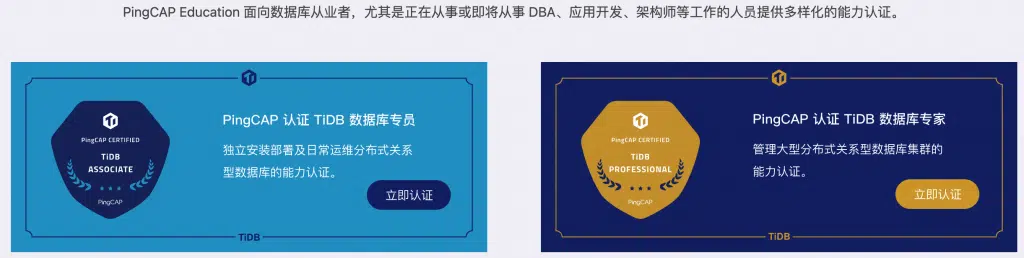 PingCAP Education 面向数据库从业者，尤其是正在从事或即将从事 DBA、应用开发、架构师等工作的人员提供多样化的能力认证。
PingCAP CERTIFIED
TiDB
ASSOCIATE
PingCAP
PingCAP 认证 TiDB 数据库专员
独立安装部署及日常运维分布式关系
型数据库的能力认证。
立即认证
TiDB
PingCAP CERTIFIED
TiDB
PROFESSIONAL
PingCAP
PingCAP 认证 TiDB 数据库专家
管理大型分布式关系型数据库集群的
能力认证。
立即认证
TiDB